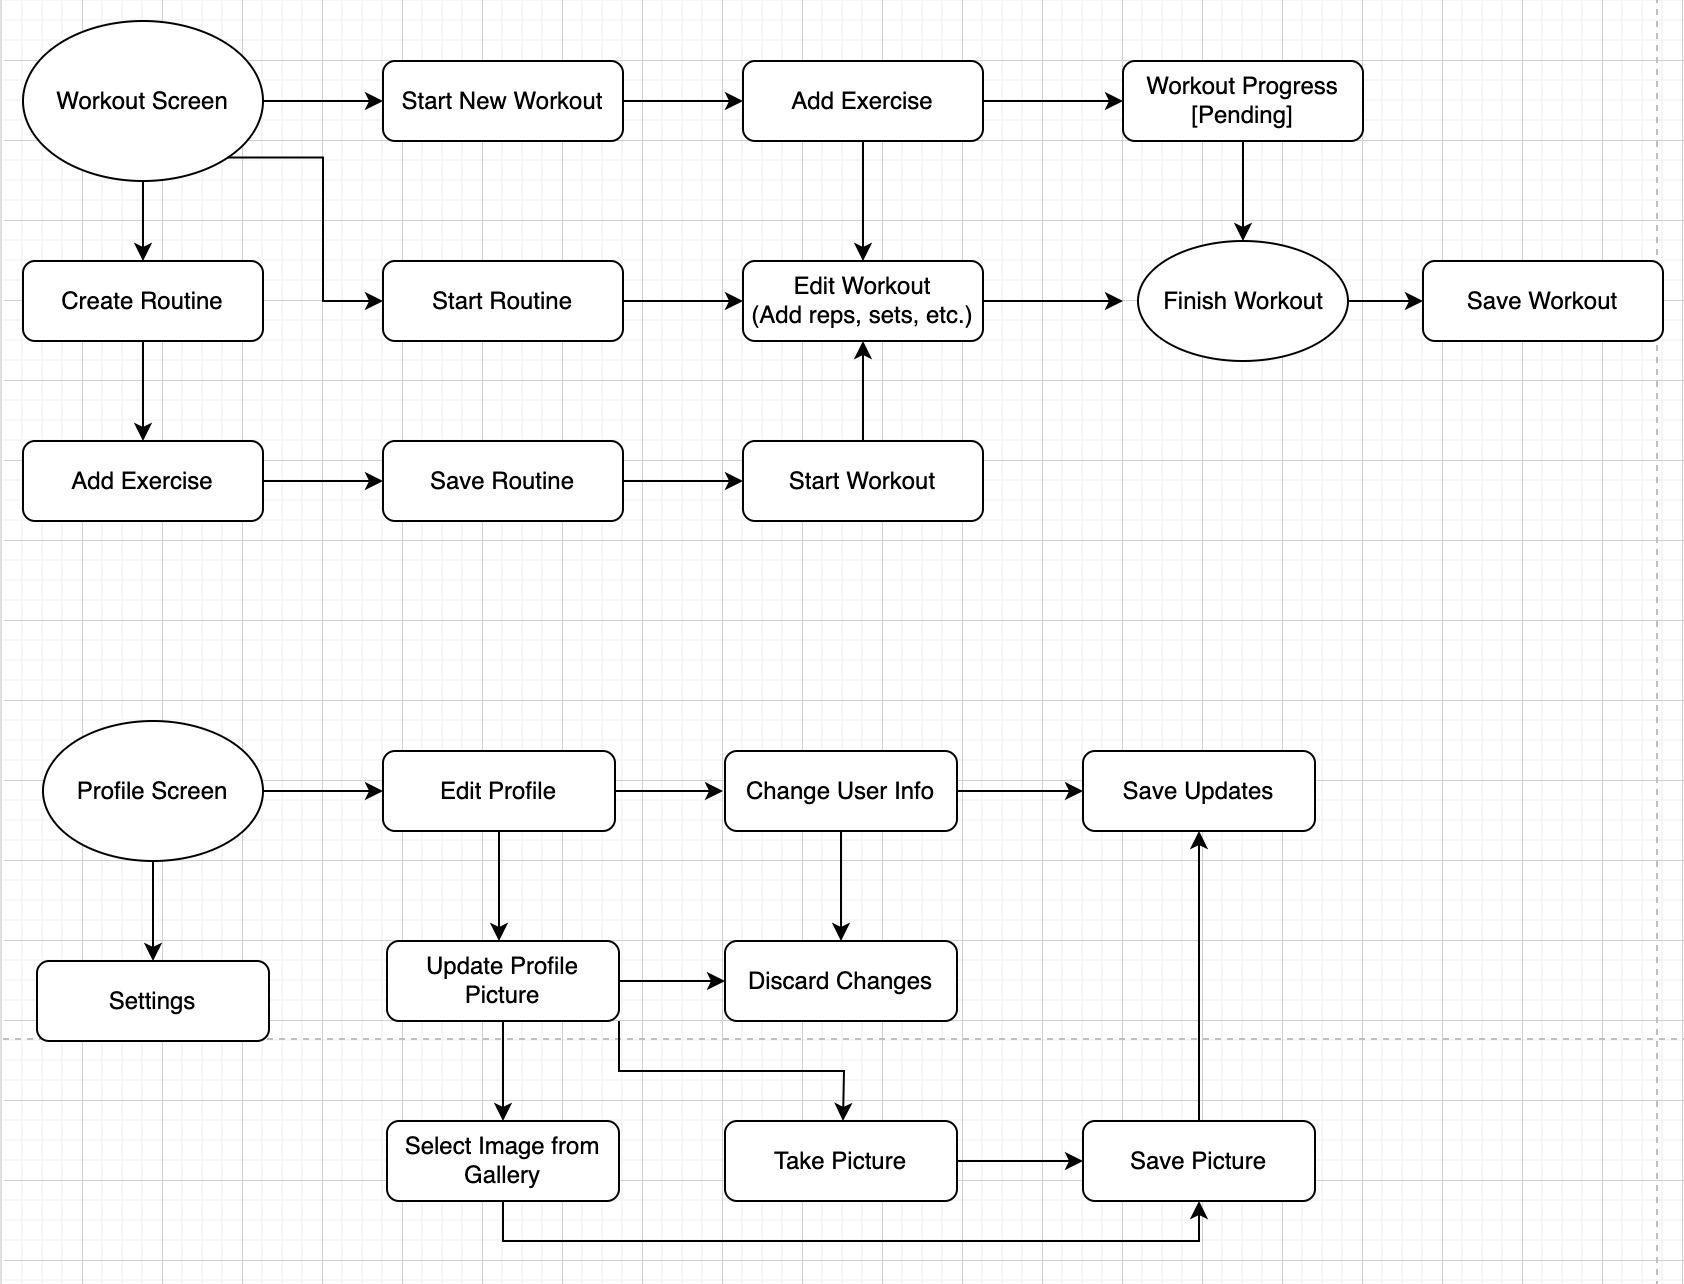 Workout Screen
Start New Workout
Add Exercise
Workout Progress
[Pending]
Create Routine
Start Routine
Edit Workout
(Add reps, sets, etc.)
Finish Workout
Save Workout
Add Exercise
Save Routine
Start Workout
Profile Screen
Edit Profile
Change User Info
Save Updates
Settings
Update Profile
Picture
Discard Changes
Select Image from
Gallery
Take Picture
Save Picture